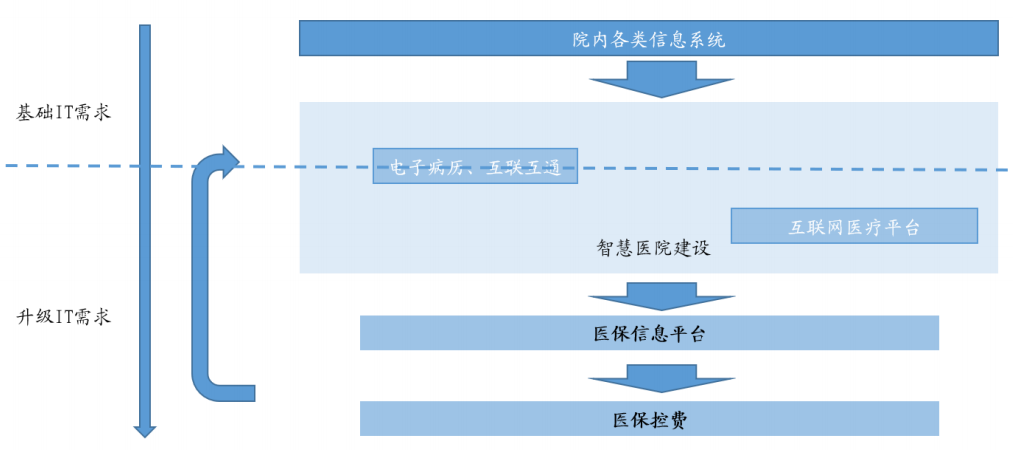 院内各类信息系统
基础IT需求
电子病历、互联互通
互联网医疗平台
智慧医院建设
升级IT需求
医保信息平台
医保控费